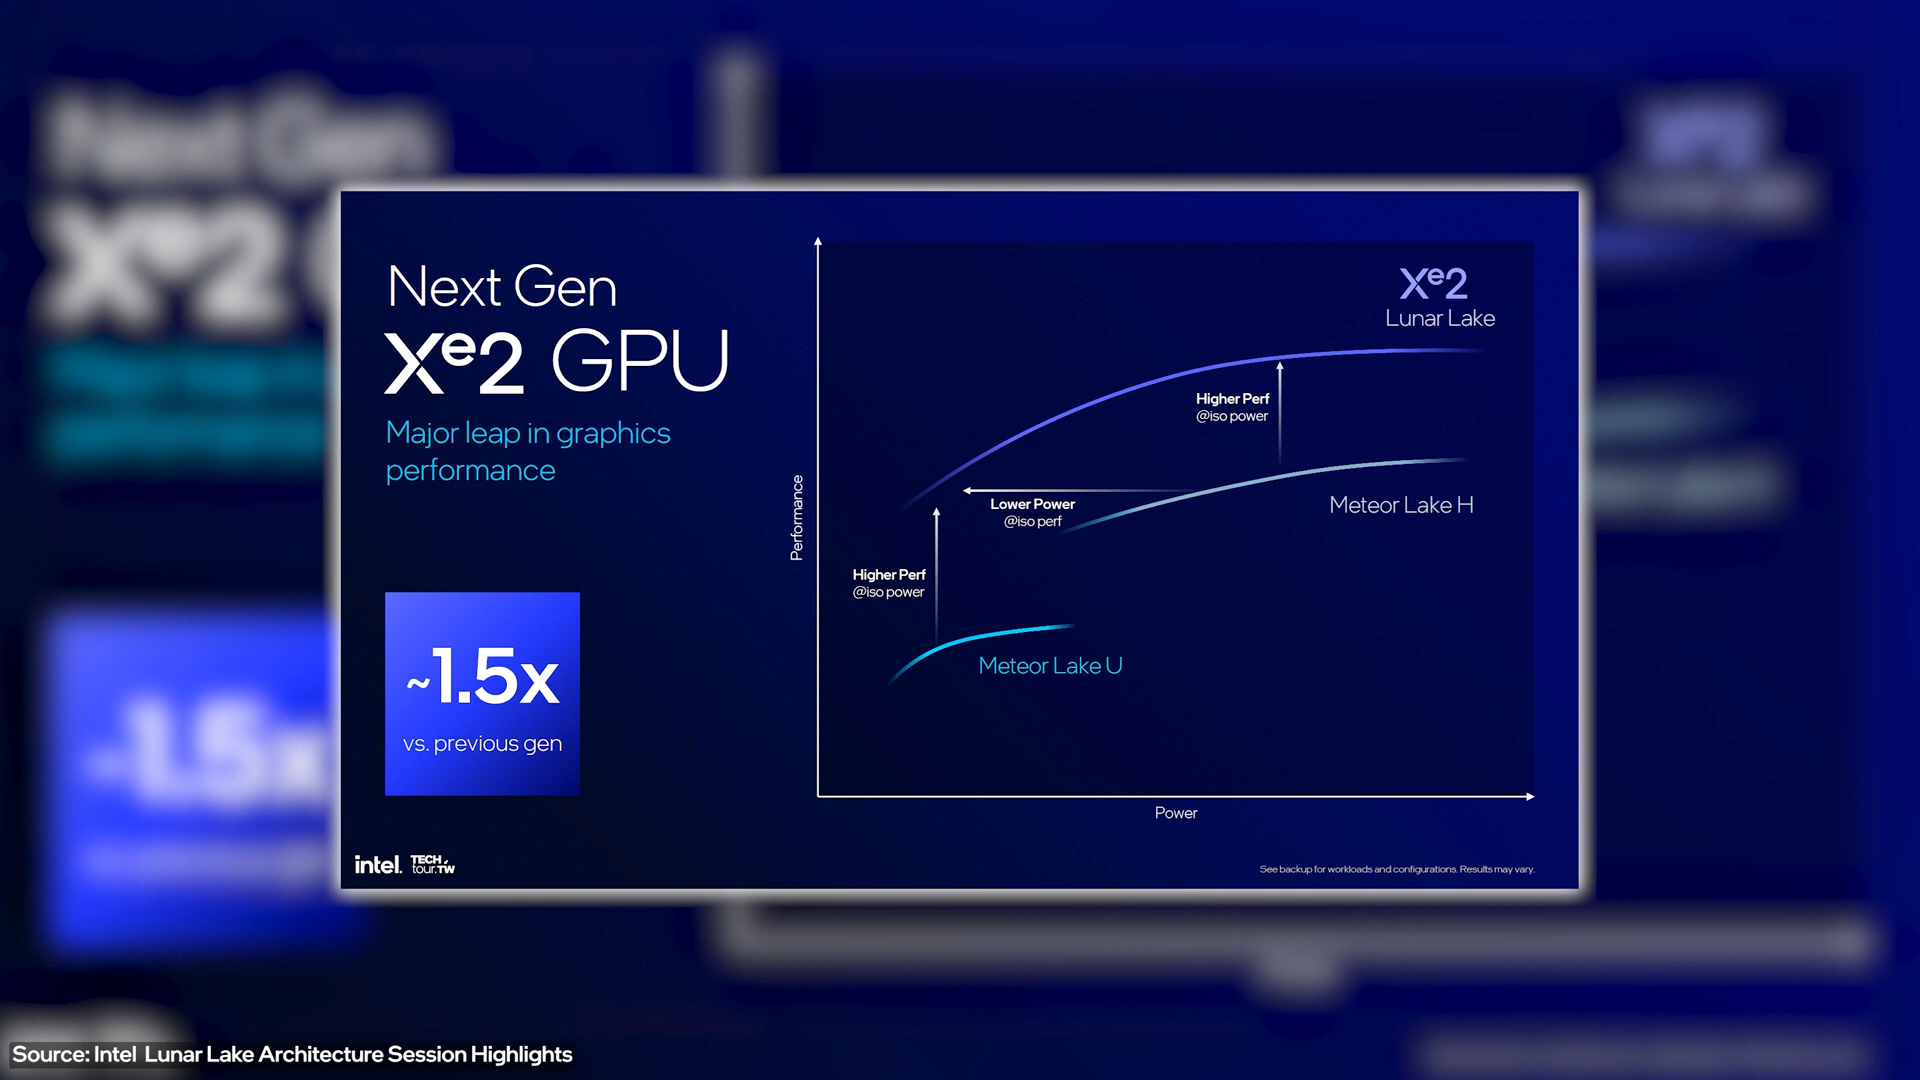 Next Gen
Xe2 GPU
Major leap in graphics
performance
~1.5x
vs. previous gen
Performance
Xe2
Lunar Lake
Higher Perf
@iso power
Lower Power
@iso perf
Meteor Lake H
Higher Perf
@iso power
Meteor Lake U
Power
intel. TECH
tour.TW
See backup for workloads and configurations. Results may vary.
Source: Intel Lunar Lake Architecture Session Highlights